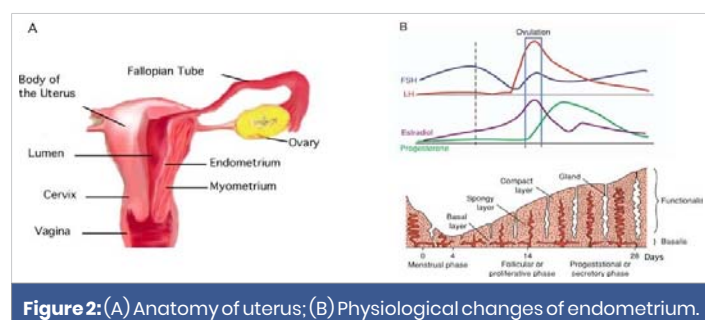 A
Body of
the Uterus
Fallopian Tube
Ovary
Lumen
Endometrium
Myometrium
Cervix
Vagina
B
Ovulation
FSH
LH
Estradiol
Progesterone
Compact
layer
Gland
Spongy
layer
Basal
layer
Functionalis
Basalis
0 4 14 28 Days
Menstrual phase
Follicular or
proliferative phase
Progestational or
secretory phase
Figure 2: (A) Anatomy of uterus; (B) Physiological changes of endometrium.